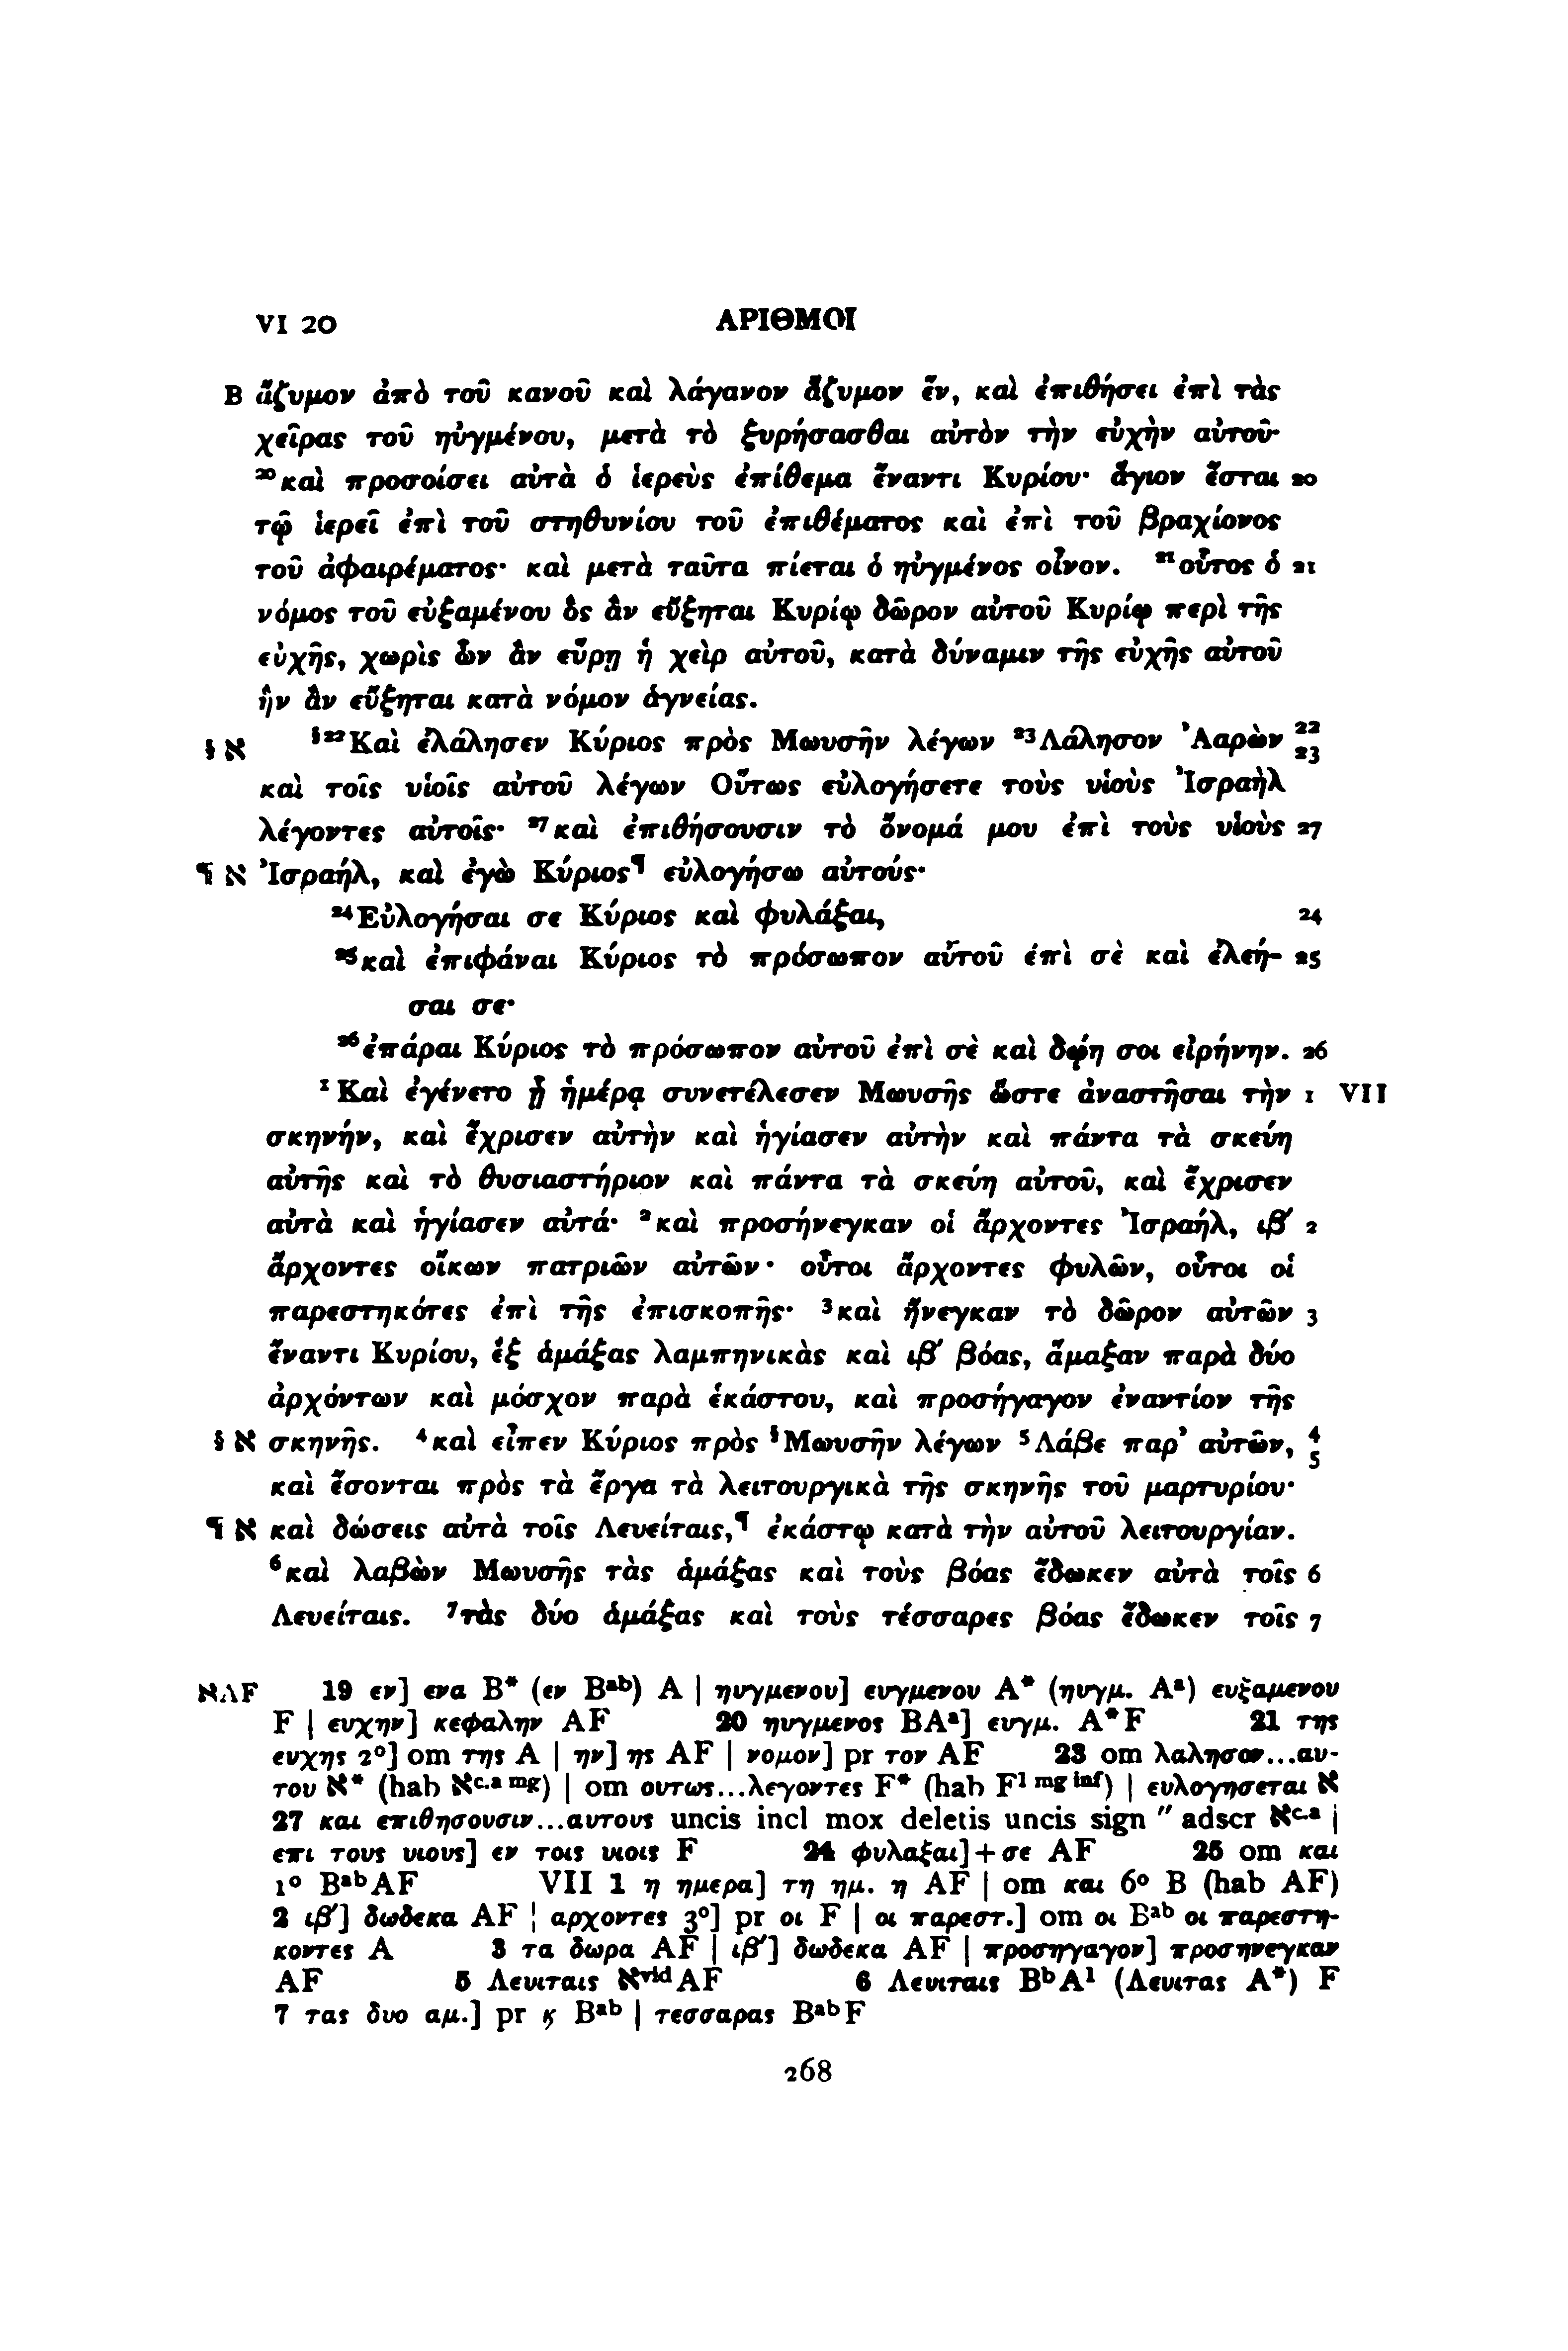 VI 20 ΑΡΙΘΜΟΙ
B ἄζυμον ἀπὸ τοῦ κανοῦ καὶ λάγανον ἄζυμον ἕν, καὶ ἐπιθήσει ἐπὶ τὰς
χεῖρας τοῦ ηὐγμένου, μετὰ τὸ ξυρήσασθαι αὐτὸν τὴν εὐχὴν αὐτοῦ·
²⁰καὶ προσοίσει αὐτὰ ὁ ἱερεὺς ἐπίθεμα ἔναντι Κυρίου· ἅγιον ἔσται 20
τῷ ἱερεῖ ἐπὶ τοῦ στηθυνίου τοῦ ἐπιθέματος καὶ ἐπὶ τοῦ βραχίονος
τοῦ ἀφαιρέματος· καὶ μετὰ ταῦτα πίεται ὁ ηὐγμένος οἶνον. ²¹οὗτος ὁ 21
νόμος τοῦ εὐξαμένου ὃς ἂν εὔξηται Κυρίῳ δῶρον αὐτοῦ Κυρίῳ περὶ τῆς
εὐχῆς, χωρὶς ὧν ἂν εὕρῃ ἡ χεὶρ αὐτοῦ, κατὰ δύναμιν τῆς εὐχῆς αὐτοῦ
ἣν ἂν εὔξηται κατὰ νόμον ἁγνείας.
§ א §²²Καὶ ἐλάλησεν Κύριος πρὸς Μωυσῆν λέγων ²³Λάλησον Ἀαρὼν 22 23
καὶ τοῖς υἱοῖς αὐτοῦ λέγων Οὕτως εὐλογήσετε τοὺς υἱοὺς Ἰσραὴλ
λέγοντες αὐτοῖς· ²⁷καὶ ἐπιθήσουσιν τὸ ὄνομά μου ἐπὶ τοὺς υἱοὺς 27
¶ א Ἰσραήλ, καὶ ἐγὼ Κύριος¶ εὐλογήσω αὐτούς·
²⁴Εὐλογήσαι σε Κύριος καὶ φυλάξαι, 24
²⁵καὶ ἐπιφάναι Κύριος τὸ πρόσωπον αὐτοῦ ἐπὶ σὲ καὶ ἐλεή- 25
σαι σε·
²⁶ἐπάραι Κύριος τὸ πρόσωπον αὐτοῦ ἐπὶ σὲ καὶ δῴη σοι εἰρήνην. 26
¹Καὶ ἐγένετο ᾗ ἡμέρᾳ συνετέλεσεν Μωυσῆς ὥστε ἀναστῆσαι τὴν 1 VII
σκηνήν, καὶ ἔχρισεν αὐτὴν καὶ ἡγίασεν αὐτὴν καὶ πάντα τὰ σκεύη
αὐτῆς καὶ τὸ θυσιαστήριον καὶ πάντα τὰ σκεύη αὐτοῦ, καὶ ἔχρισεν
αὐτὰ καὶ ἡγίασεν αὐτά· ²καὶ προσήνεγκαν οἱ ἄρχοντες Ἰσραήλ, ιβʹ 2
ἄρχοντες οἴκων πατριῶν αὐτῶν· οὗτοι ἄρχοντες φυλῶν, οὗτοι οἱ
παρεστηκότες ἐπὶ τῆς ἐπισκοπῆς· ³καὶ ἤνεγκαν τὸ δῶρον αὐτῶν 3
ἔναντι Κυρίου, ἓξ ἁμάξας λαμπηνικὰς καὶ ιβʹ βόας, ἅμαξαν παρὰ δύο
ἀρχόντων καὶ μόσχον παρὰ ἑκάστου, καὶ προσήγαγον ἐναντίον τῆς
§ א σκηνῆς. ⁴καὶ εἶπεν Κύριος πρὸς §Μωυσῆν λέγων ⁵Λάβε παρ’ αὐτῶν, 4 5
καὶ ἔσονται πρὸς τὰ ἔργα τὰ λειτουργικὰ τῆς σκηνῆς τοῦ μαρτυρίου·
¶ א καὶ δώσεις αὐτὰ τοῖς Λευείταις,¶ ἑκάστῳ κατὰ τὴν αὐτοῦ λειτουργίαν.
⁶καὶ λαβὼν Μωυσῆς τὰς ἁμάξας καὶ τοὺς βόας ἔδωκεν αὐτὰ τοῖς 6
Λευείταις. ⁷τὰς δύο ἁμάξας καὶ τοὺς τέσσαρες βόας ἔδωκεν τοῖς 7
אAF 19 εν] ενα B* (εν Bᵃᵇ) A | ηυγμενου] ευγμενου A* (ηυγμ. Aᵃ) ευξαμενου
F | ευχην] κεφαλην AF 20 ηυγμενος BAᵃ] ευγμ. A*F 21 της
ευχης 2°] om της A | ην] ης AF | νομον] pr τον AF 23 om λαλησον...αυ-
του א* (hab אᶜ·ᵃ ᵐᵍ) | om ουτως...λεγοντες F* (hab F¹ ᵐᵍ ⁱⁿᶠ) | ευλογησεται א
27 και επιθησουσιν...αυτους uncis incl mox deletis uncis sign " adscr אᶜ·ᵃ |
επι τους υιους] εν τοις υιοις F 24 φυλαξαι]+σε AF 25 om και
1° BᵃᵇAF VII 1 η ημερα] τη ημ. η AF | om και 6° B (hab AF)
2 ιβʹ] δωδεκα AF | αρχοντες 3°] pr οι F | οι παρεστ.] om οι Bᵃᵇ οι παρεστη-
κοντες A 3 τα δωρα AF | ιβʹ] δωδεκα AF | προσηγαγον] προσηνεγκαν
AF 5 Λευιταις אᵛⁱᵈAF 6 Λευιταις BᵇA¹ (Λευιτας A*) F
7 τας δυο αμ.] pr ϗ Bᵃᵇ | τεσσαρας BᵃᵇF
268